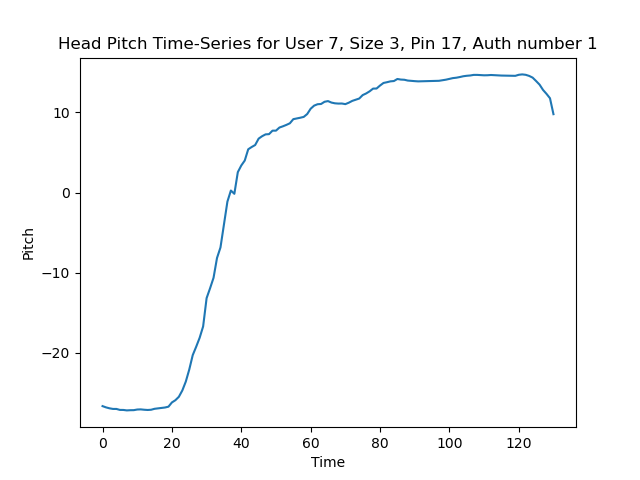 Head Pitch Time-Series for User 7, Size 3, Pin 17, Auth number 1
10
0
−10
−20
Pitch
0 20 40 60 80 100 120
Time